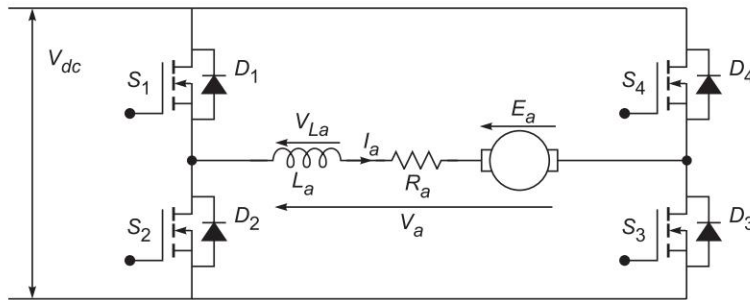 V_dc
S_1
D_1
S_4
D_4
V_La
I_a
E_a
L_a
R_a
V_a
S_2
D_2
S_3
D_3